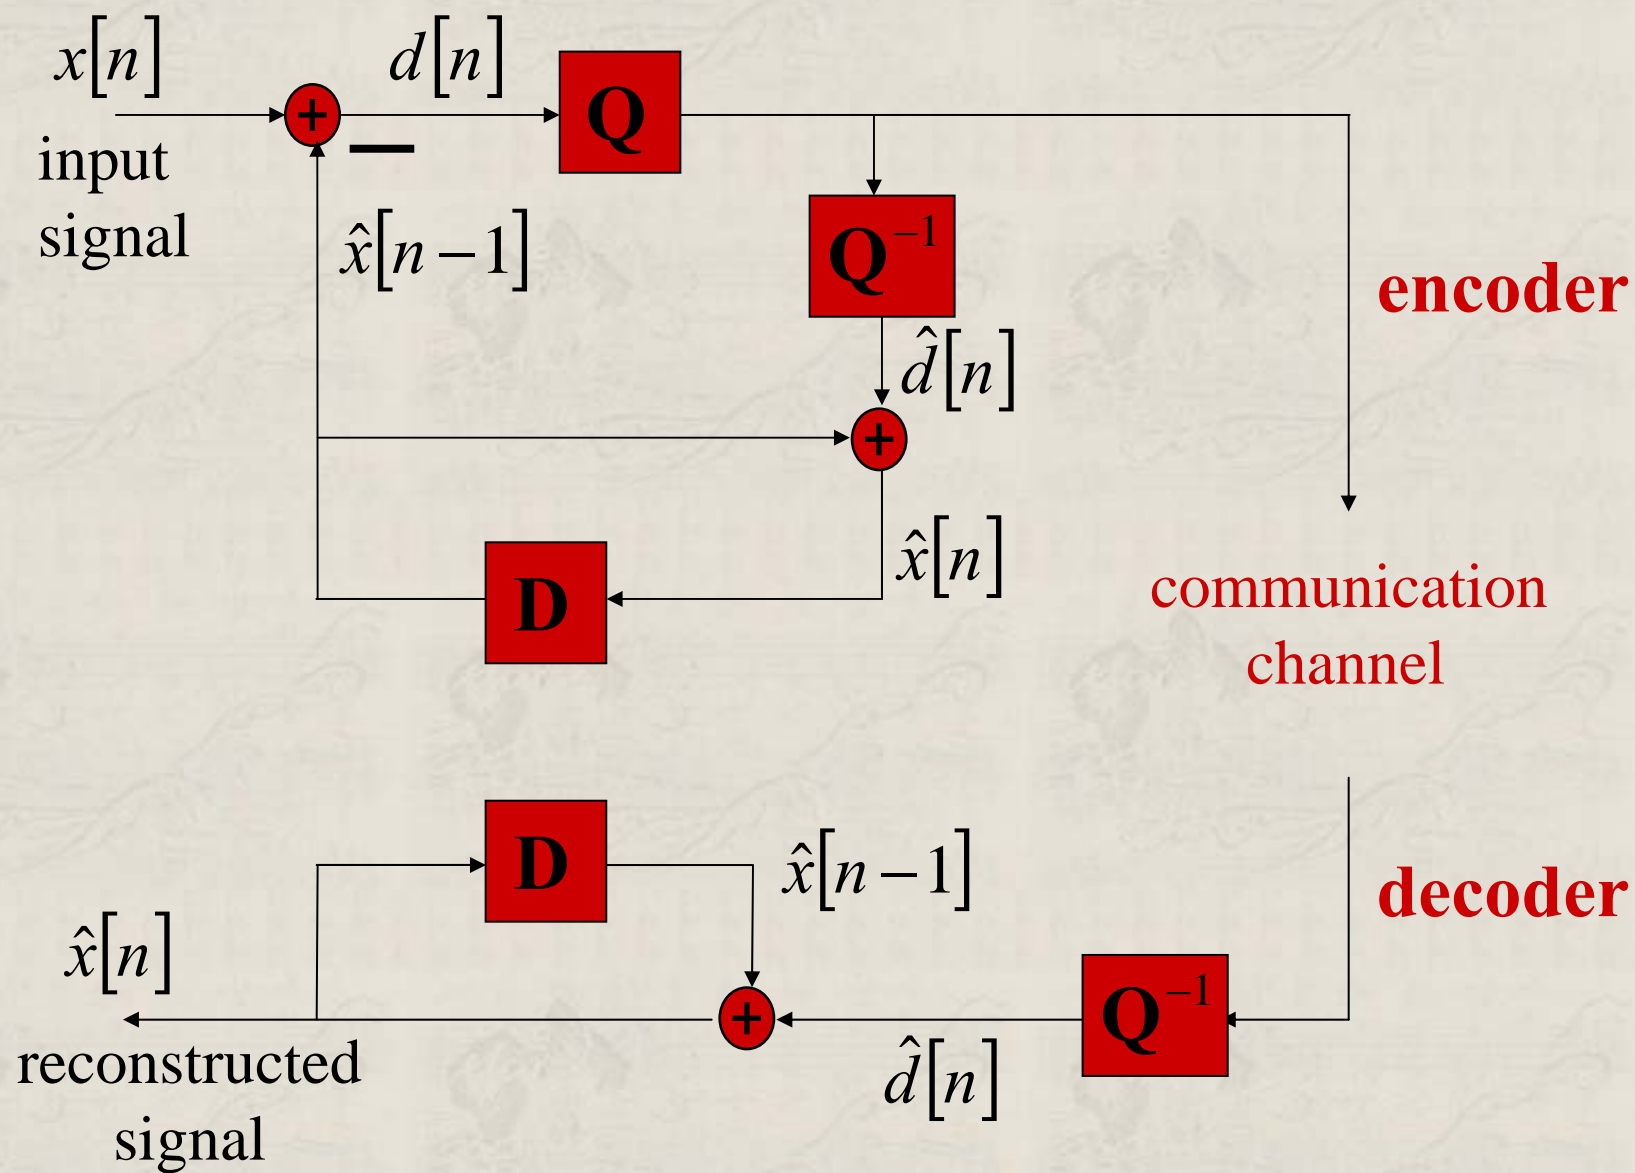 x[n]
d[n]
+
Q
input
signal
x̂[n−1]
Q⁻¹
encoder
d̂[n]
+
x̂[n]
D
communication
channel
D
x̂[n−1]
decoder
x̂[n]
+
Q⁻¹
d̂[n]
reconstructed
signal